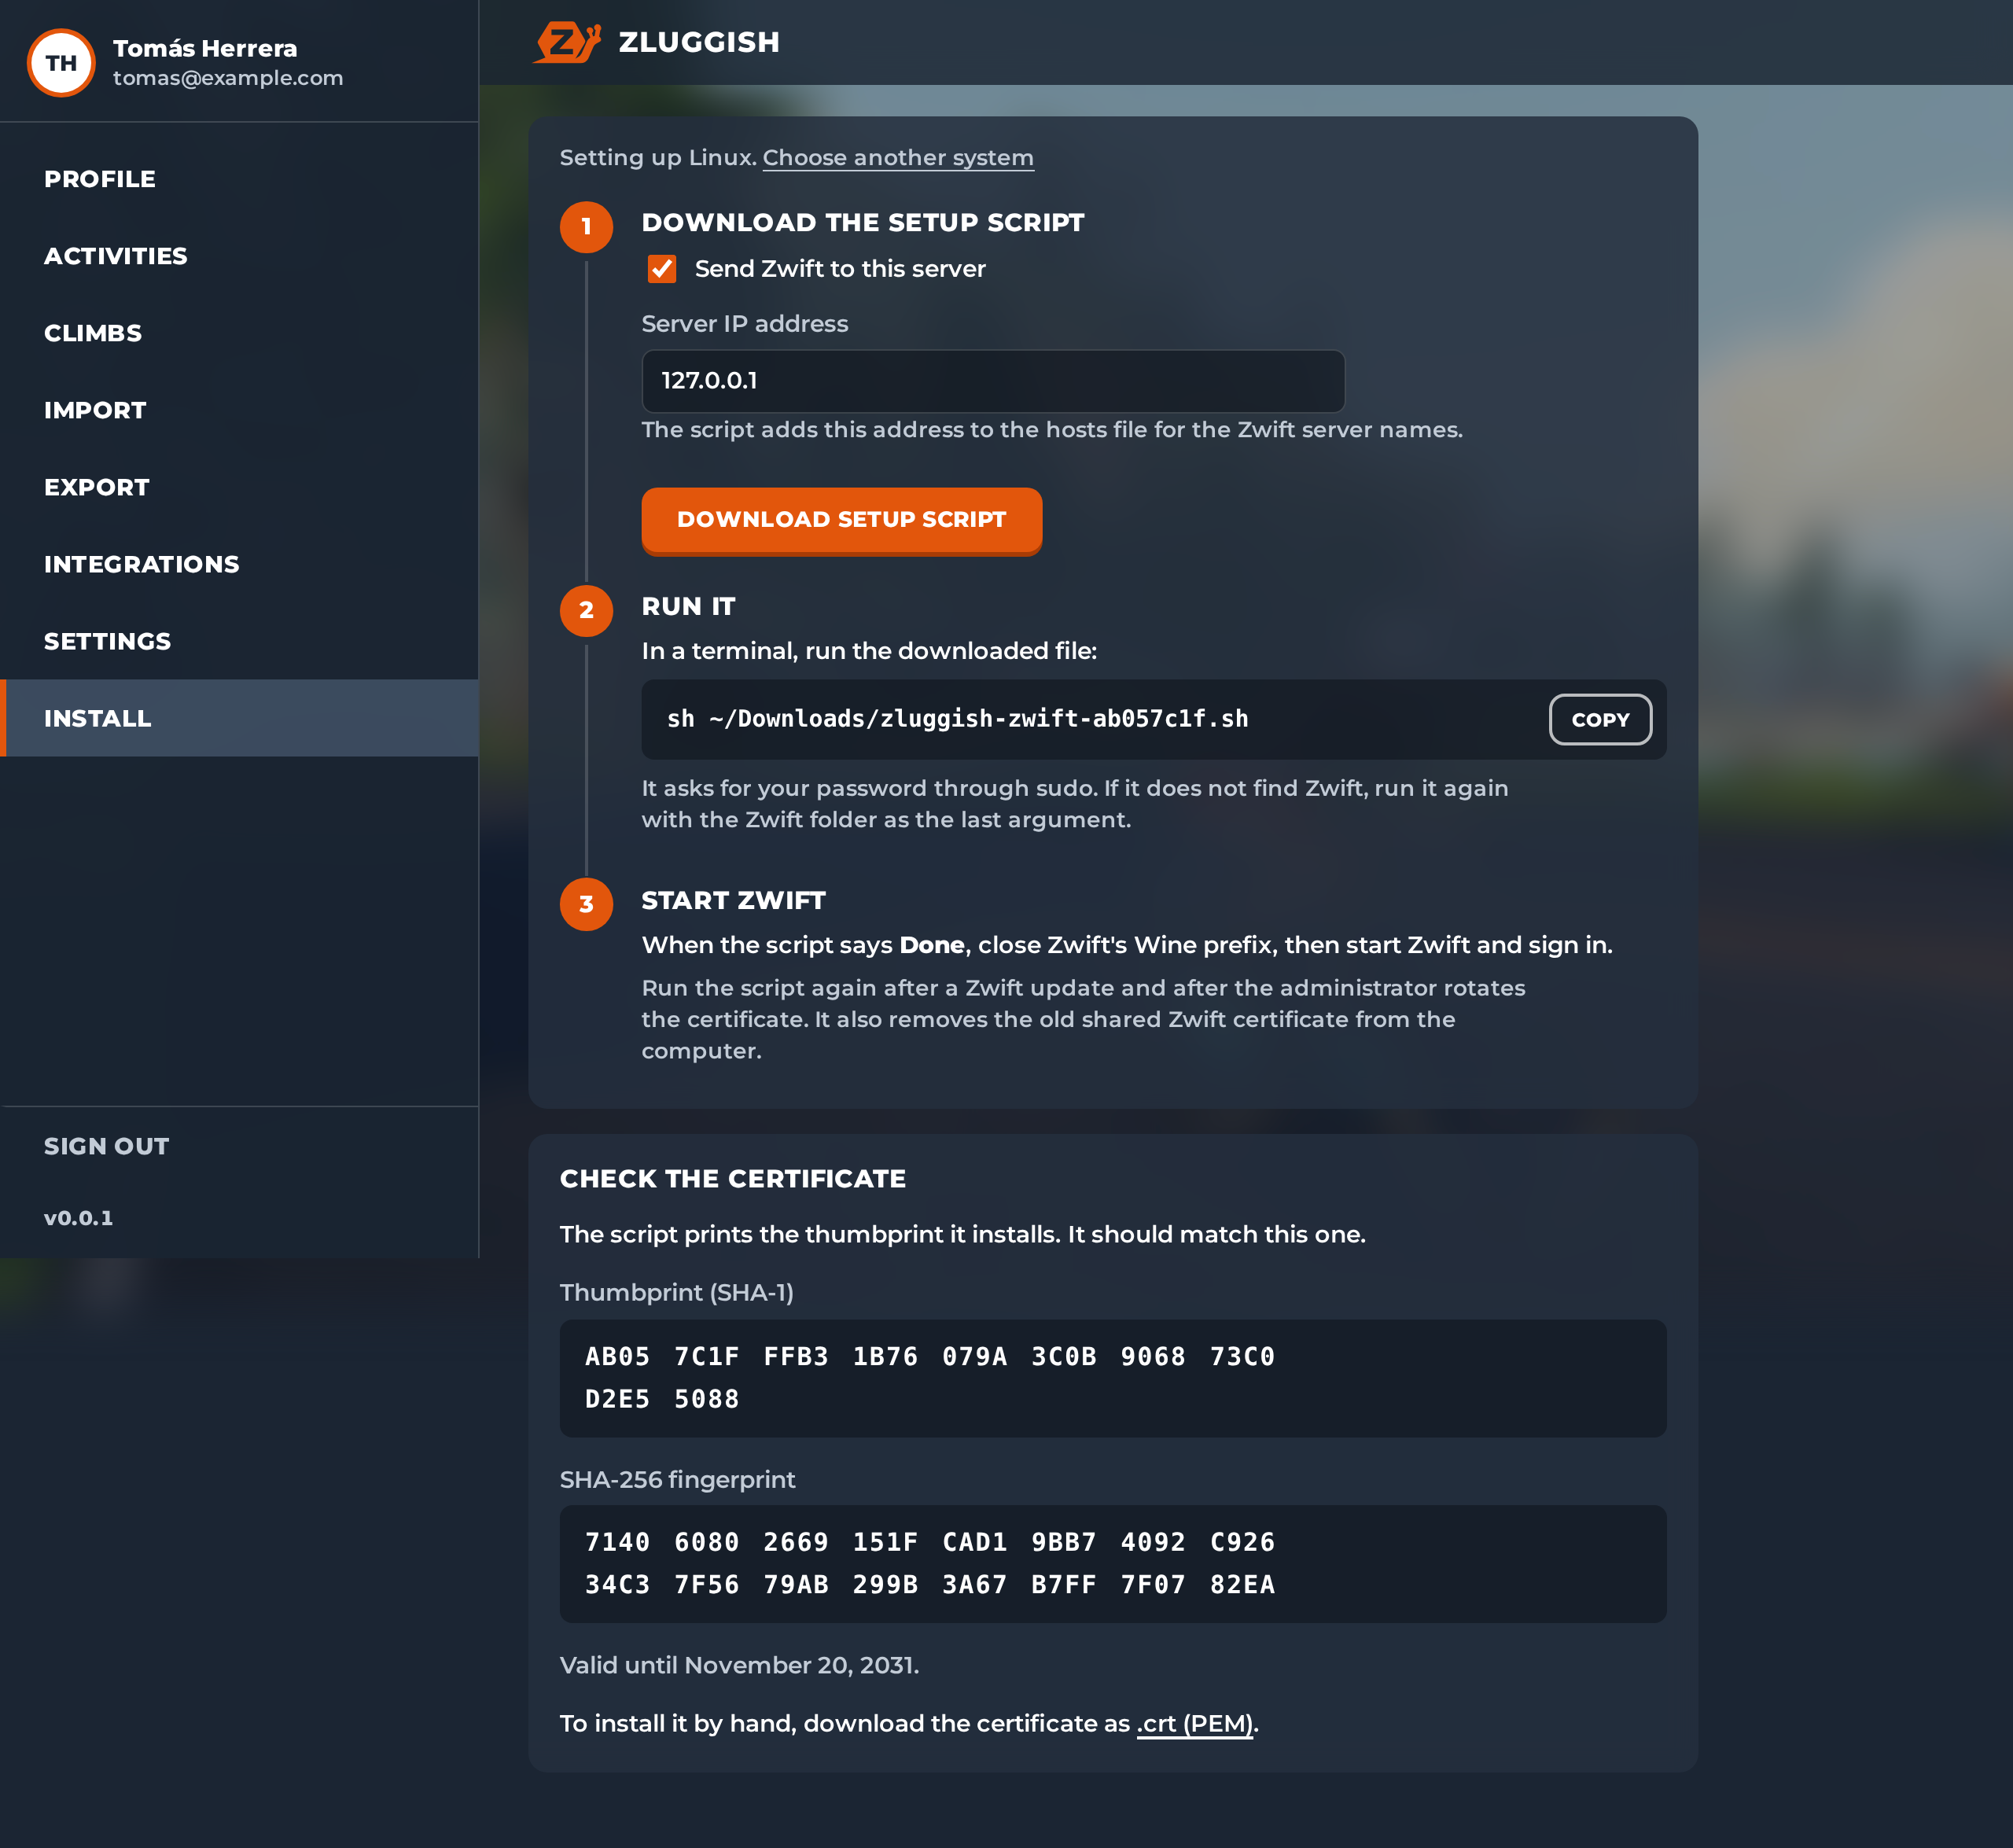 TH
Tomás Herrera
tomas@example.com
PROFILE
ACTIVITIES
CLIMBS
IMPORT
EXPORT
INTEGRATIONS
SETTINGS
INSTALL
SIGN OUT
v0.0.1
Z
ZLUGGISH
Setting up Linux. Choose another system
1
DOWNLOAD THE SETUP SCRIPT
Send Zwift to this server
Server IP address
127.0.0.1
The script adds this address to the hosts file for the Zwift server names.
DOWNLOAD SETUP SCRIPT
2
RUN IT
In a terminal, run the downloaded file:
sh ~/Downloads/zluggish-zwift-ab057c1f.sh
COPY
It asks for your password through sudo. If it does not find Zwift, run it again
with the Zwift folder as the last argument.
3
START ZWIFT
When the script says Done, close Zwift's Wine prefix, then start Zwift and sign in.
Run the script again after a Zwift update and after the administrator rotates
the certificate. It also removes the old shared Zwift certificate from the
computer.
CHECK THE CERTIFICATE
The script prints the thumbprint it installs. It should match this one.
Thumbprint (SHA-1)
AB05 7C1F FFB3 1B76 079A 3C0B 9068 73C0
D2E5 5088
SHA-256 fingerprint
7140 6080 2669 151F CAD1 9BB7 4092 C926
34C3 7F56 79AB 299B 3A67 B7FF 7F07 82EA
Valid until November 20, 2031.
To install it by hand, download the certificate as .crt (PEM).